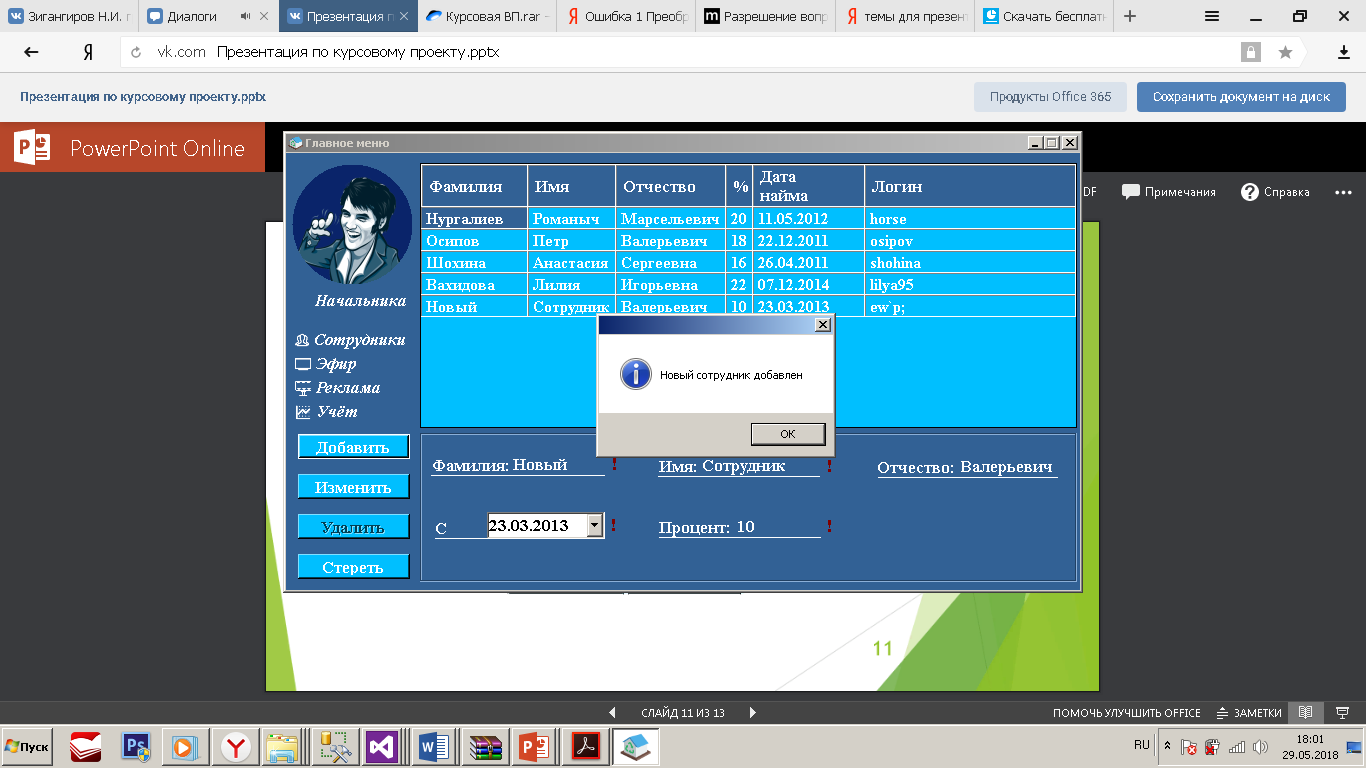 Зигангиров Н.И. г
Диалоги
Презентация п
Курсовая ВП.rar -
Ошибка 1 Преобр
Разрешение вопр
темы для презент
Скачать бесплатн
vk.com Презентация по курсовому проекту.pptx
Презентация по курсовому проекту.pptx
Продукты Office 365
Сохранить документ на диск
PowerPoint Online
DF
Примечания
Справка
Главное меню
Фамилия Имя Отчество % Дата найма Логин
Нургалиев Романыч Марсельевич 20 11.05.2012 horse
Осипов Петр Валерьевич 18 22.12.2011 osipov
Шохина Анастасия Сергеевна 16 26.04.2011 shohina
Вахидова Лилия Игорьевна 22 07.12.2014 lilya95
Новый Сотрудник Валерьевич 10 23.03.2013 ew`p;
Начальника
Сотрудники
Эфир
Реклама
Учёт
Добавить
Изменить
Удалить
Стереть
Новый сотрудник добавлен
OK
Фамилия: Новый !
Имя: Сотрудник !
Отчество: Валерьевич
С 23.03.2013 !
Процент: 10 !
11
СЛАЙД 11 ИЗ 13
ПОМОЧЬ УЛУЧШИТЬ OFFICE
ЗАМЕТКИ
Пуск
RU
18:01
29.05.2018